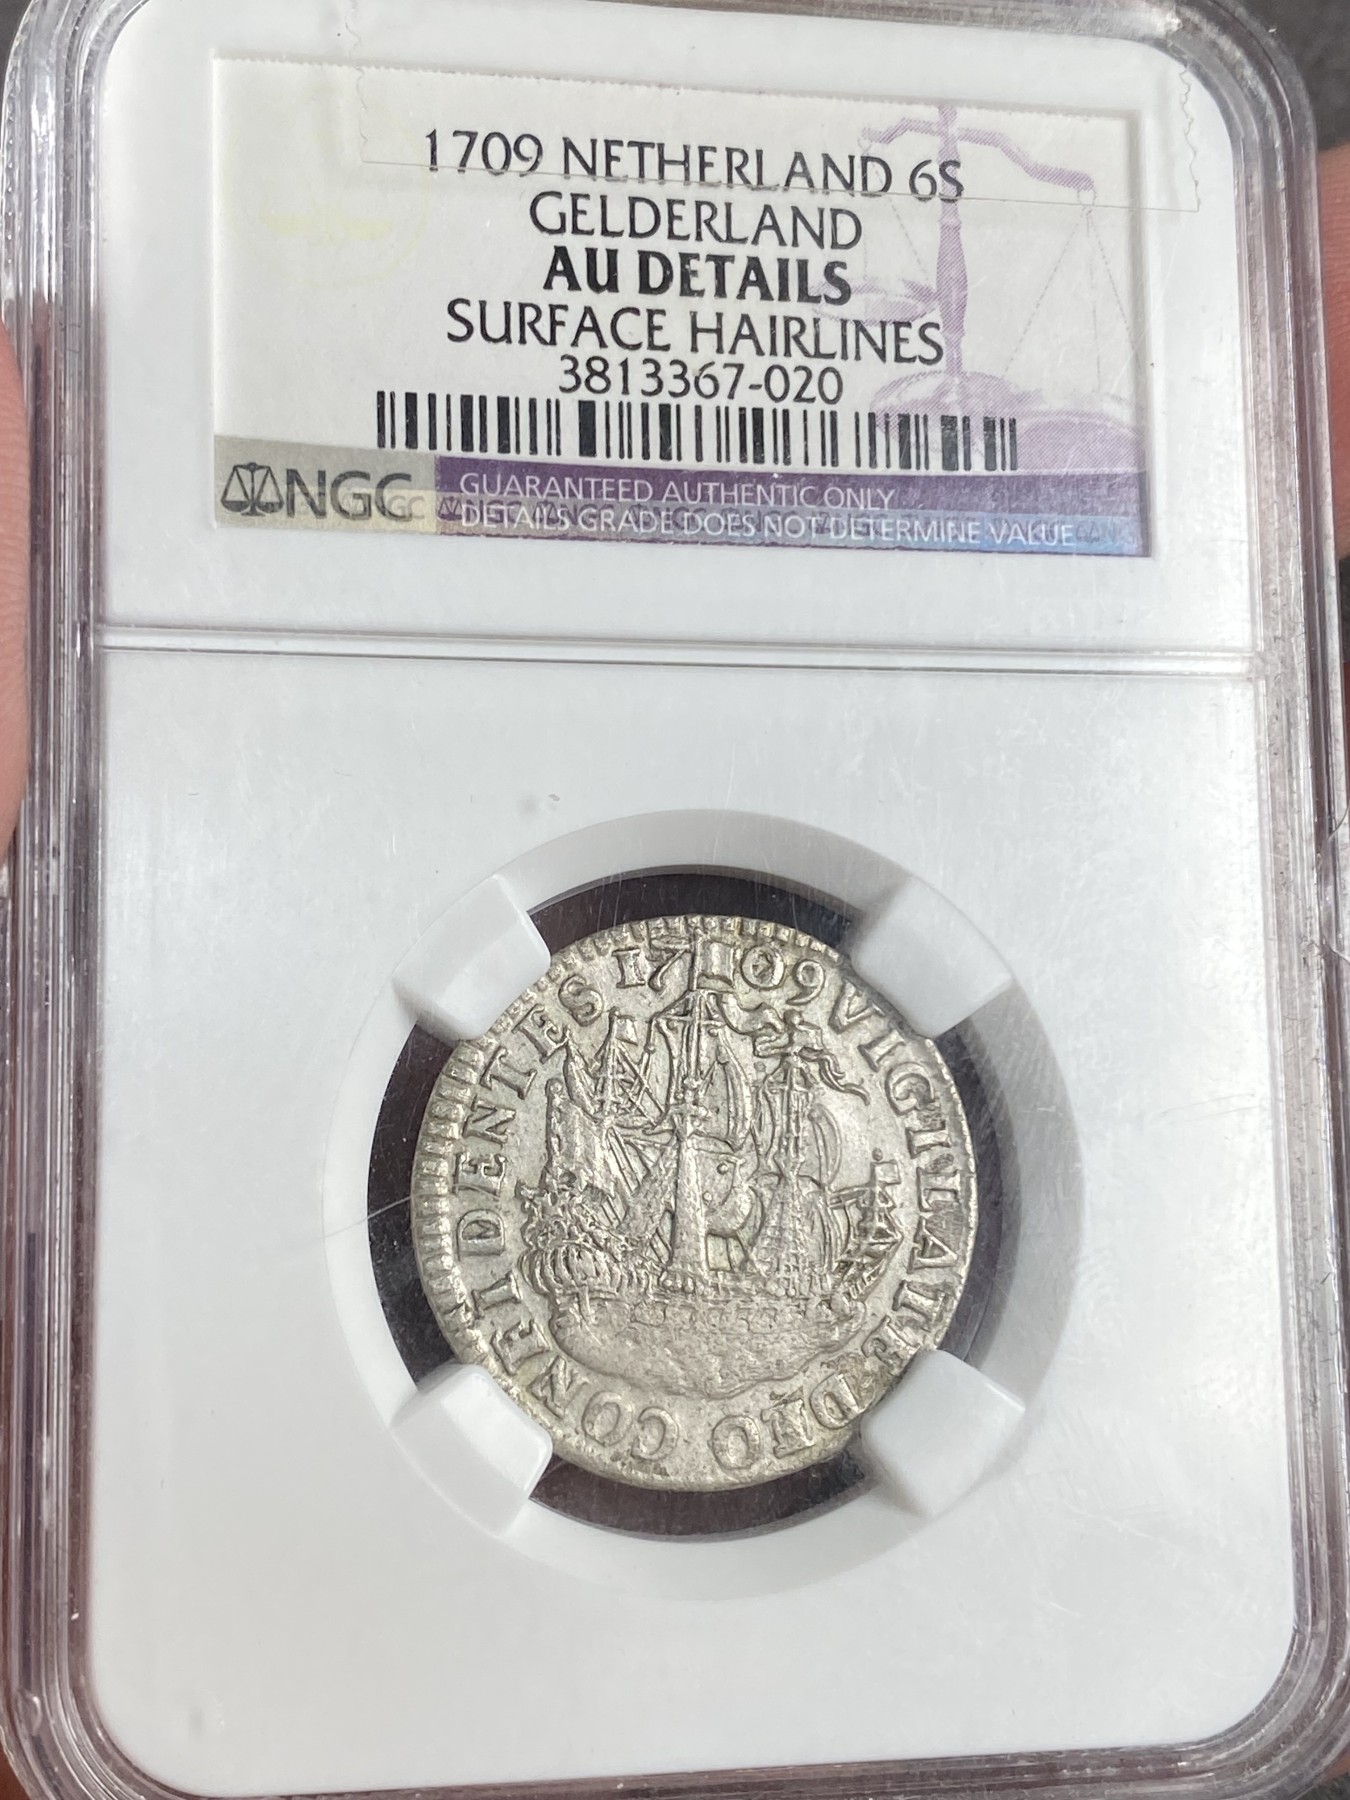 1709 NETHERLAND 6S
GELDERLAND
AU DETAILS
SURFACE HAIRLINES
3813367-020
NGC
GUARANTEED AUTHENTIC ONLY
DETAILS GRADE DOES NOT DETERMINE VALUE
1709 VIGILATE DEO CONFIDENTES